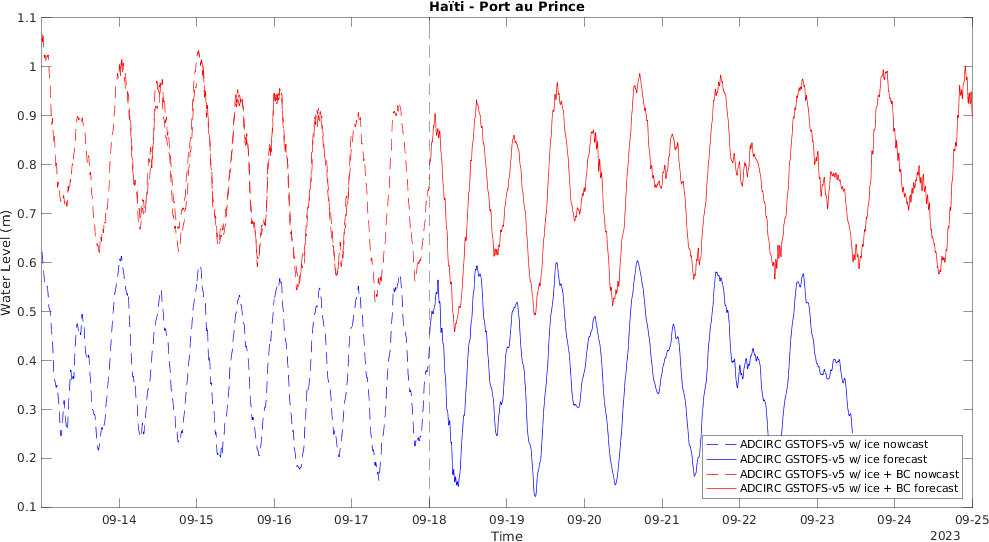 Haïti - Port au Prince
Water Level (m)
1.1
1
0.9
0.8
0.7
0.6
0.5
0.4
0.3
0.2
0.1
ADCIRC GSTOFS-v5 w/ ice nowcast
ADCIRC GSTOFS-v5 w/ ice forecast
ADCIRC GSTOFS-v5 w/ ice + BC nowcast
ADCIRC GSTOFS-v5 w/ ice + BC forecast
09-14 09-15 09-16 09-17 09-18 09-19 09-20 09-21 09-22 09-23 09-24 09-25
Time
2023